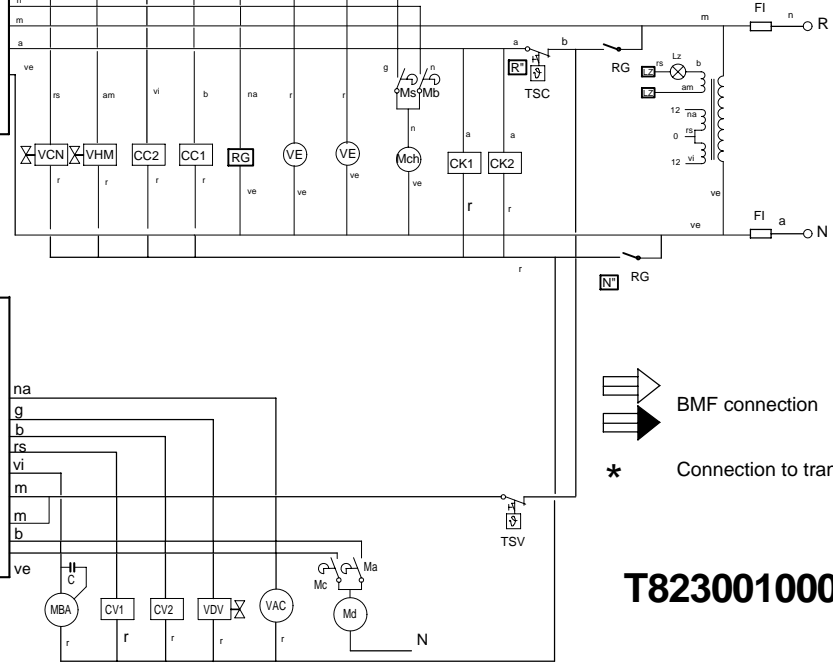 n
m
m
FI
n
R
a
a
b
ve
rs
am
vi
b
na
r
r
g
n
Ms
Mb
R"
TSC
RG
LZ
rs
Lz
b
LZ
am
12
na
n
a
a
rs
0
VCN
VHM
CC2
CC1
RG
VE
VE
Mch
CK1
CK2
12
vi
r
r
r
r
ve
ve
ve
ve
r
r
ve
ve
FI
a
N
r
N"
RG
na
g
b
rs
vi
m
m
b
ve
BMF connection
* Connection to
TSV
C
Mc
Ma
MBA
CV1
CV2
VDV
VAC
Md
T823001000
r
r
r
r
r
N